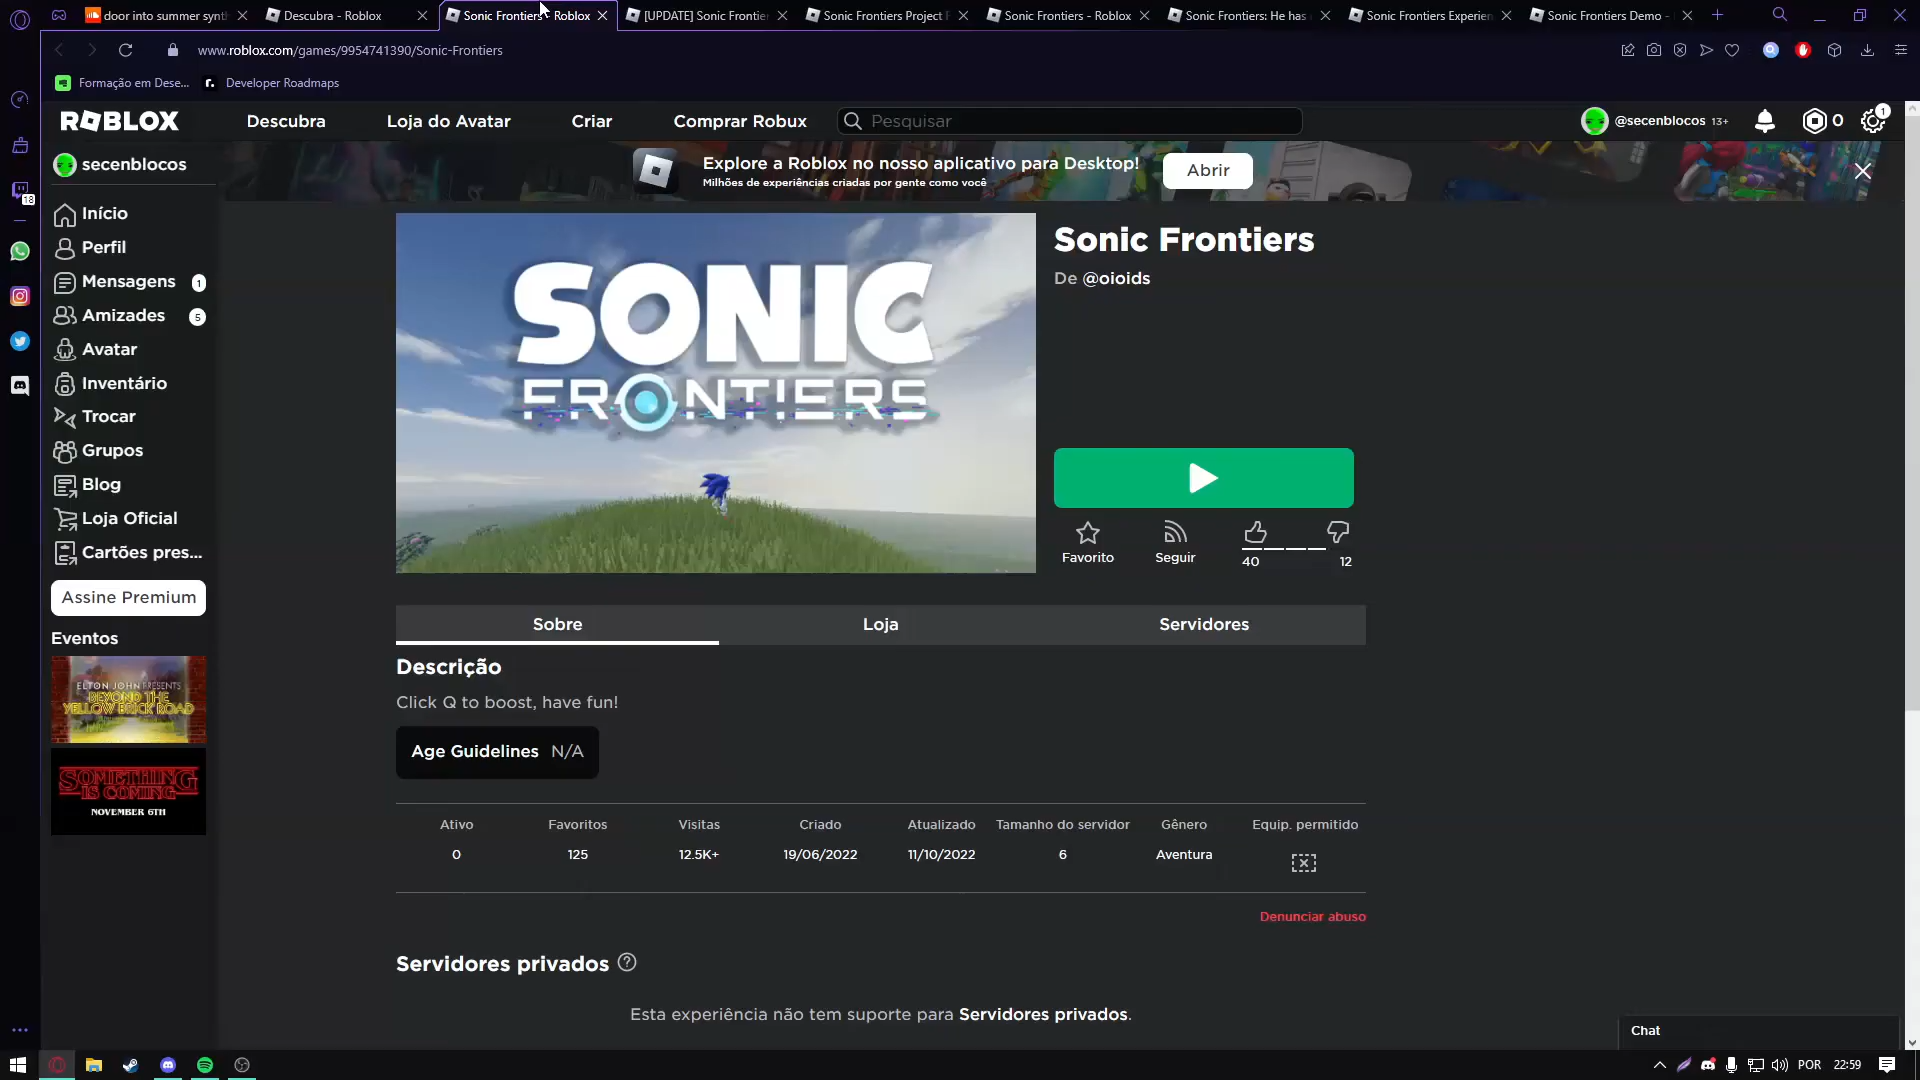 door into summer synt
Descubra - Roblox
Sonic Frontiers - Roblox
[UPDATE] Sonic Frontier
Sonic Frontiers Project F
Sonic Frontiers - Roblox
Sonic Frontiers: He has
Sonic Frontiers Experien
Sonic Frontiers Demo -
www.roblox.com/games/9954741390/Sonic-Frontiers
Formação em Dese...
Developer Roadmaps
ROBLOX
Descubra
Loja do Avatar
Criar
Comprar Robux
Pesquisar
@secenblocos 13+
0
1
secenblocos
Explore a Roblox no nosso aplicativo para Desktop!
Milhões de experiências criadas por gente como você
Abrir
18
Início
Perfil
Mensagens 1
Amizades 5
Avatar
Inventário
Trocar
Grupos
Blog
Loja Oficial
Cartões pres...
Assine Premium
Eventos
ELTON JOHN PRESENTS
BEYOND THE
YELLOW BRICK ROAD
SOMETHING
IS COMING
NOVEMBER 6TH
SONIC
FRONTIERS
Sonic Frontiers
De @oioids
Favorito
Seguir
40
12
Sobre
Loja
Servidores
Descrição
Click Q to boost, have fun!
Age Guidelines N/A
Ativo Favoritos Visitas Criado Atualizado Tamanho do servidor Gênero Equip. permitido
0 125 12.5K+ 19/06/2022 11/10/2022 6 Aventura
Denunciar abuso
Servidores privados
Esta experiência não tem suporte para Servidores privados.
Chat
POR
22:59